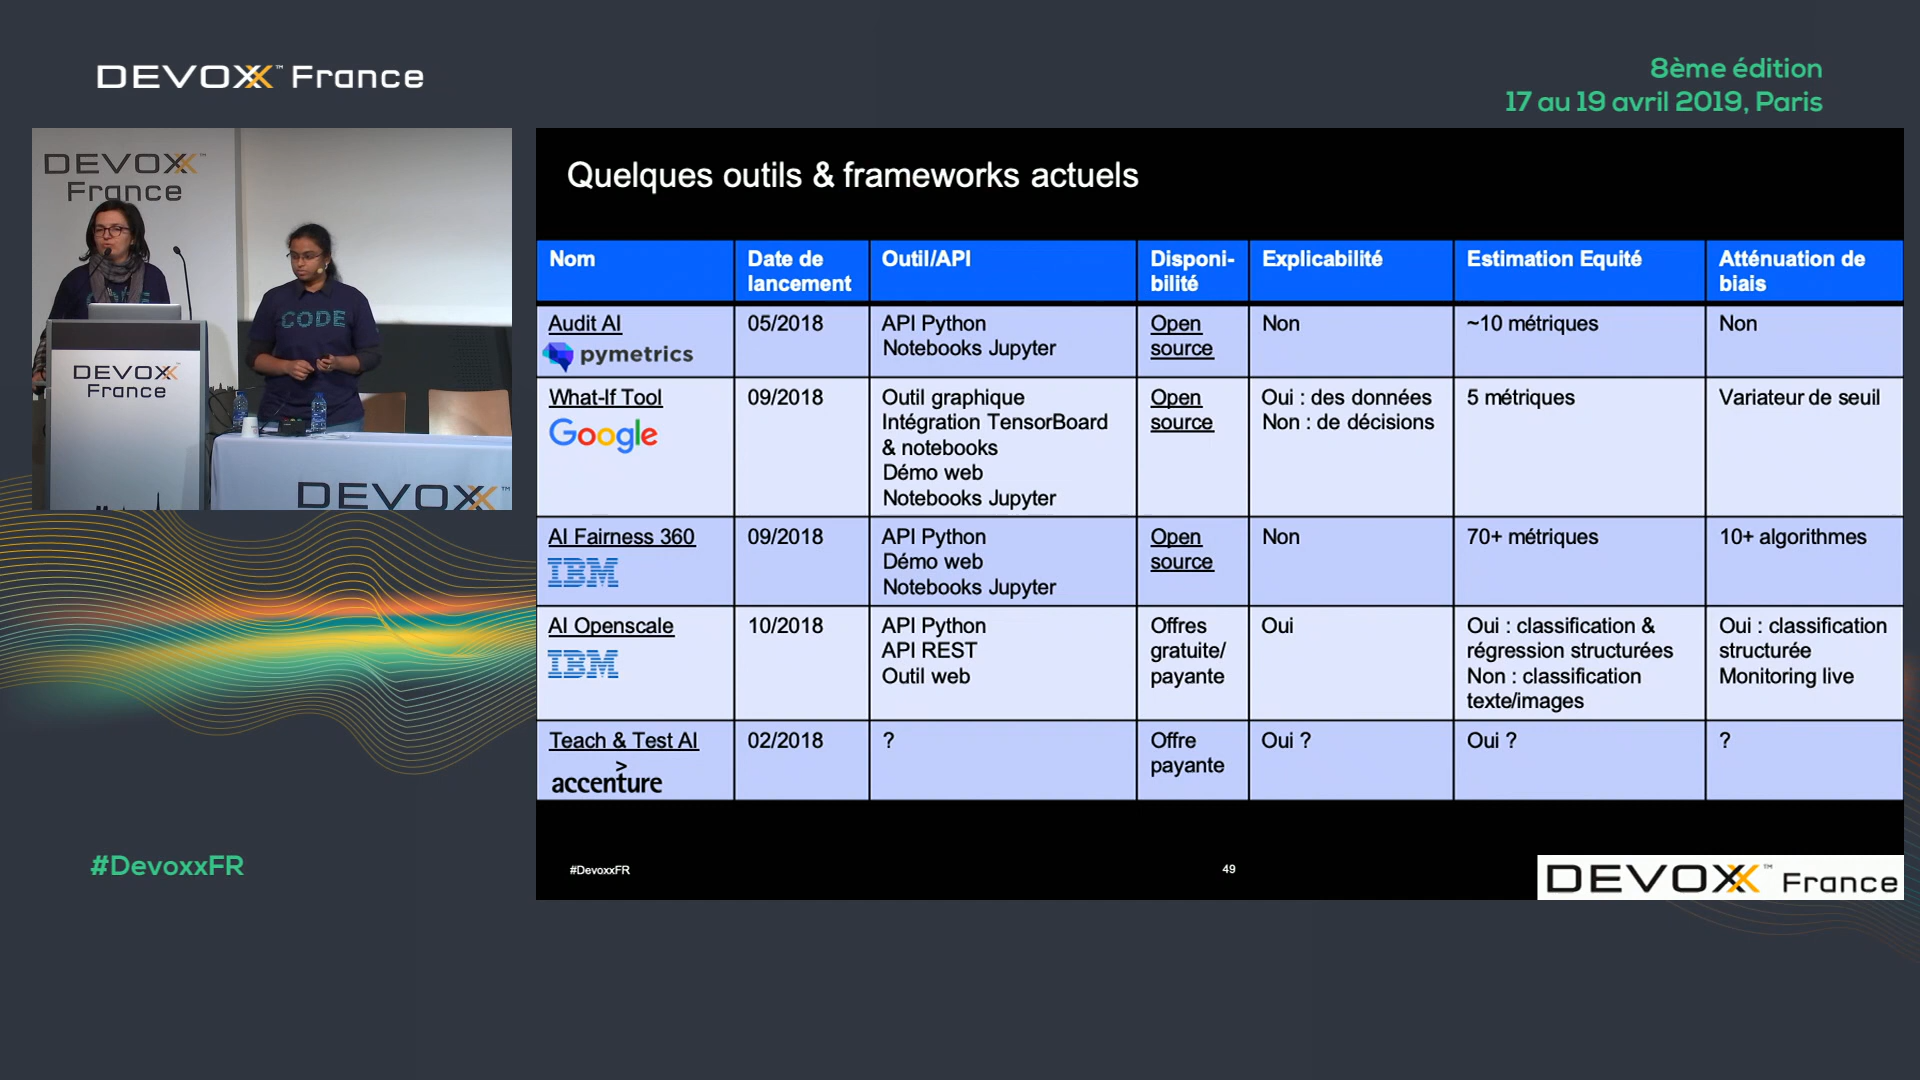 DEVOXX™ France
8ème édition
17 au 19 avril 2019, Paris
DEVOXX™
France
CODE
CODE
DEVOXX™
France
DEVOXX™
Quelques outils & frameworks actuels
Nom
Date de
lancement
Outil/API
Disponi-
bilité
Explicabilité
Estimation Equité
Atténuation de
biais
Audit AI
pymetrics
05/2018
API Python
Notebooks Jupyter
Open
source
Non
~10 métriques
Non
What-If Tool
Google
09/2018
Outil graphique
Intégration TensorBoard
& notebooks
Démo web
Notebooks Jupyter
Open
source
Oui : des données
Non : de décisions
5 métriques
Variateur de seuil
AI Fairness 360
IBM
09/2018
API Python
Démo web
Notebooks Jupyter
Open
source
Non
70+ métriques
10+ algorithmes
AI Openscale
IBM
10/2018
API Python
API REST
Outil web
Offres
gratuite/
payante
Oui
Oui : classification &
régression structurées
Non : classification
texte/images
Oui : classification
structurée
Monitoring live
Teach & Test AI
>
accenture
02/2018
?
Offre
payante
Oui ?
Oui ?
?
#DevoxxFR
49
DEVOXX™ France
#DevoxxFR